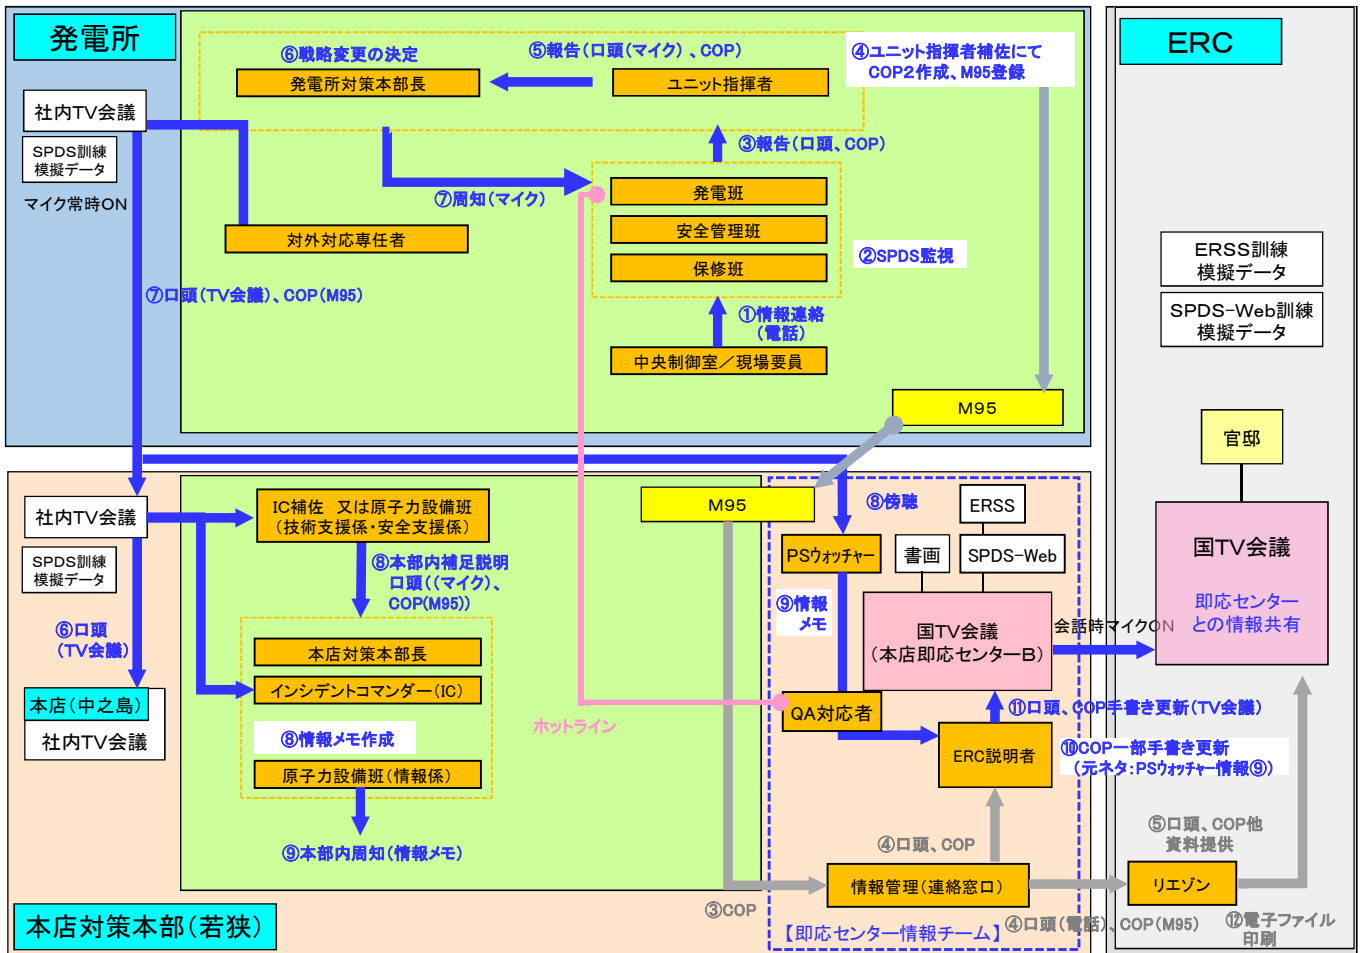 発電所
社内TV会議
SPDS訓練
模擬データ
マイク常時ON
⑥戦略変更の決定
発電所対策本部長
⑤報告(口頭(マイク)、COP)
ユニット指揮者
④ユニット指揮者補佐にて
COP2作成、M95登録
③報告(口頭、COP)
⑦周知(マイク)
発電班
安全管理班
保修班
②SPDS監視
対外対応専任者
⑦口頭(TV会議)、COP(M95)
①情報連絡
(電話)
中央制御室/現場要員
M95
ERC
ERSS訓練
模擬データ
SPDS-Web訓練
模擬データ
官邸
国TV会議
即応センター
との情報共有
社内TV会議
SPDS訓練
模擬データ
⑥口頭
(TV会議)
本店(中之島)
社内TV会議
IC補佐 又は原子力設備班
(技術支援係・安全支援係)
⑧本部内補足説明
口頭((マイク)、
COP(M95))
本店対策本部長
インシデントコマンダー(IC)
⑧情報メモ作成
原子力設備班(情報係)
⑨本部内周知(情報メモ)
M95
ホットライン
⑧傍聴
PSウォッチャー
書画
ERSS
SPDS-Web
⑨情報
メモ
国TV会議
(本店即応センターB)
会話時マイクON
QA対応者
⑪口頭、COP手書き更新(TV会議)
ERC説明者
⑩COP一部手書き更新
(元ネタ:PSウォッチャー情報⑨)
④口頭、COP
⑤口頭、COP他
資料提供
情報管理(連絡窓口)
リエゾン
③COP
④口頭(電話)、COP(M95)
⑫電子ファイル
印刷
【即応センター情報チーム】
本店対策本部(若狭)